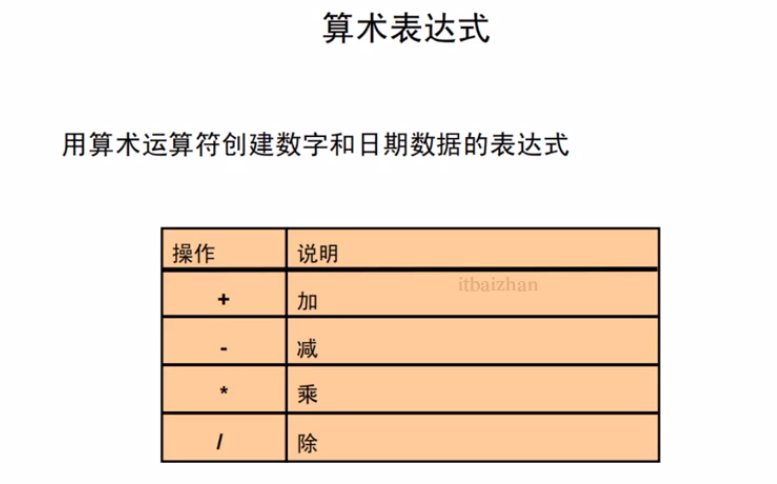 算术表达式
用算术运算符创建数字和日期数据的表达式
操作 说明
itbaizhan
+ 加
- 减
* 乘
/ 除